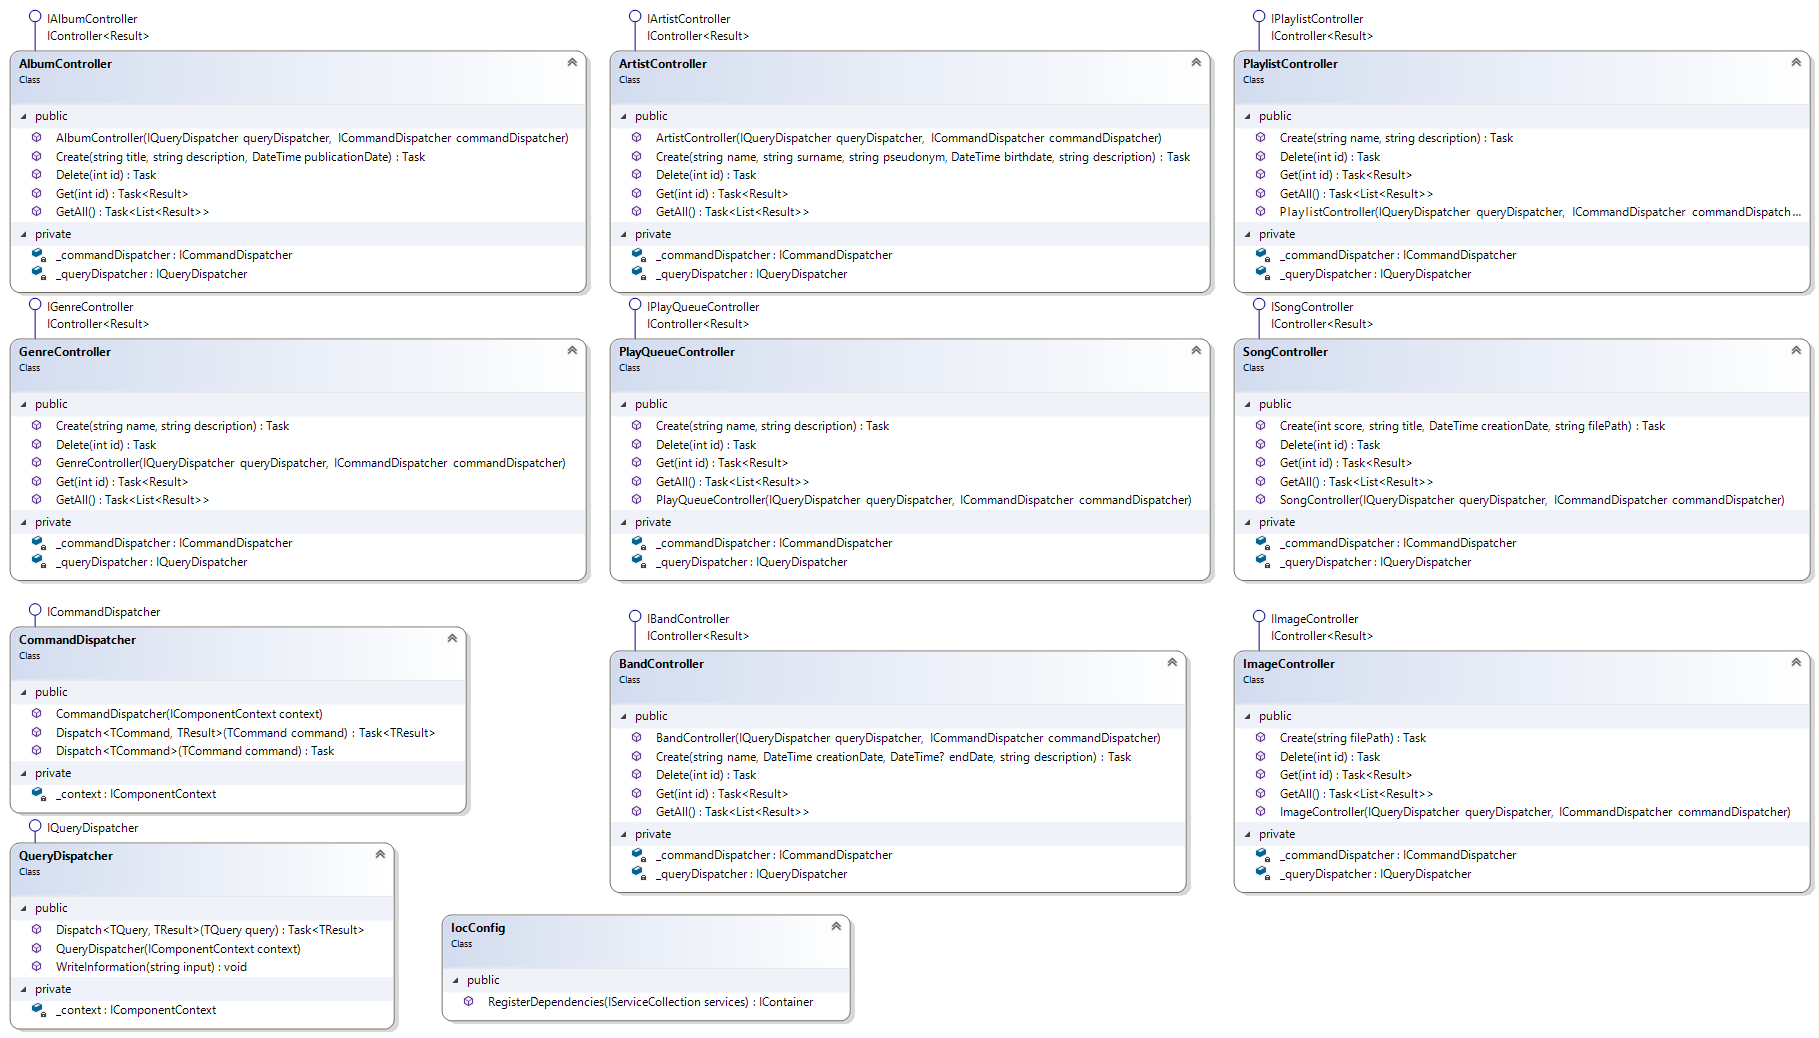 IAlbumController
IController<Result>
AlbumController
Class
public
AlbumController(IQueryDispatcher queryDispatcher, ICommandDispatcher commandDispatcher)
Create(string title, string description, DateTime publicationDate) : Task
Delete(int id) : Task
Get(int id) : Task<Result>
GetAll() : Task<List<Result>>
private
_commandDispatcher : ICommandDispatcher
_queryDispatcher : IQueryDispatcher
IArtistController
IController<Result>
ArtistController
Class
public
ArtistController(IQueryDispatcher queryDispatcher, ICommandDispatcher commandDispatcher)
Create(string name, string surname, string pseudonym, DateTime birthdate, string description) : Task
Delete(int id) : Task
Get(int id) : Task<Result>
GetAll() : Task<List<Result>>
private
_commandDispatcher : ICommandDispatcher
_queryDispatcher : IQueryDispatcher
IPlaylistController
IController<Result>
PlaylistController
Class
public
Create(string name, string description) : Task
Delete(int id) : Task
Get(int id) : Task<Result>
GetAll() : Task<List<Result>>
PlaylistController(IQueryDispatcher queryDispatcher, ICommandDispatcher commandDispatch...
private
_commandDispatcher : ICommandDispatcher
_queryDispatcher : IQueryDispatcher
IGenreController
IController<Result>
GenreController
Class
public
Create(string name, string description) : Task
Delete(int id) : Task
GenreController(IQueryDispatcher queryDispatcher, ICommandDispatcher commandDispatcher)
Get(int id) : Task<Result>
GetAll() : Task<List<Result>>
private
_commandDispatcher : ICommandDispatcher
_queryDispatcher : IQueryDispatcher
IPlayQueueController
IController<Result>
PlayQueueController
Class
public
Create(string name, string description) : Task
Delete(int id) : Task
Get(int id) : Task<Result>
GetAll() : Task<List<Result>>
PlayQueueController(IQueryDispatcher queryDispatcher, ICommandDispatcher commandDispatcher)
private
_commandDispatcher : ICommandDispatcher
_queryDispatcher : IQueryDispatcher
ISongController
IController<Result>
SongController
Class
public
Create(int score, string title, DateTime creationDate, string filePath) : Task
Delete(int id) : Task
Get(int id) : Task<Result>
GetAll() : Task<List<Result>>
SongController(IQueryDispatcher queryDispatcher, ICommandDispatcher commandDispatcher)
private
_commandDispatcher : ICommandDispatcher
_queryDispatcher : IQueryDispatcher
ICommandDispatcher
CommandDispatcher
Class
public
CommandDispatcher(IComponentContext context)
Dispatch<TCommand, TResult>(TCommand command) : Task<TResult>
Dispatch<TCommand>(TCommand command) : Task
private
_context : IComponentContext
IBandController
IController<Result>
BandController
Class
public
BandController(IQueryDispatcher queryDispatcher, ICommandDispatcher commandDispatcher)
Create(string name, DateTime creationDate, DateTime? endDate, string description) : Task
Delete(int id) : Task
Get(int id) : Task<Result>
GetAll() : Task<List<Result>>
private
_commandDispatcher : ICommandDispatcher
_queryDispatcher : IQueryDispatcher
IImageController
IController<Result>
ImageController
Class
public
Create(string filePath) : Task
Delete(int id) : Task
Get(int id) : Task<Result>
GetAll() : Task<List<Result>>
ImageController(IQueryDispatcher queryDispatcher, ICommandDispatcher commandDispatcher)
private
_commandDispatcher : ICommandDispatcher
_queryDispatcher : IQueryDispatcher
IQueryDispatcher
QueryDispatcher
Class
public
Dispatch<TQuery, TResult>(TQuery query) : Task<TResult>
QueryDispatcher(IComponentContext context)
WriteInformation(string input) : void
private
_context : IComponentContext
IocConfig
Class
public
RegisterDependencies(IServiceCollection services) : IContainer